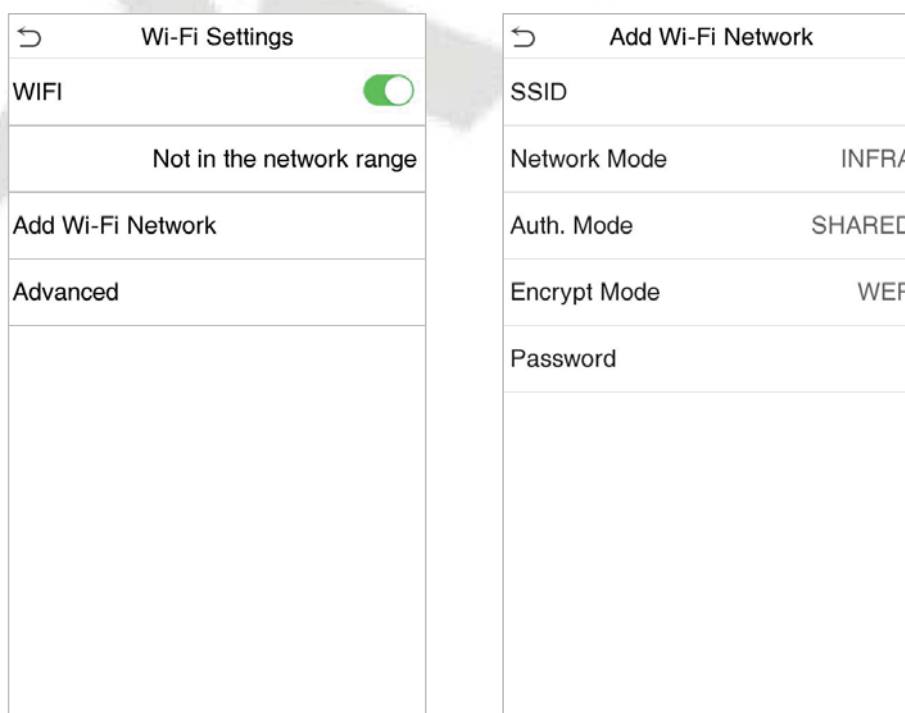 Wi-Fi Settings
WIFI
Not in the network range
Add Wi-Fi Network
Advanced
Add Wi-Fi Network
SSID
Network Mode INFRA
Auth. Mode SHARED
Encrypt Mode
Password